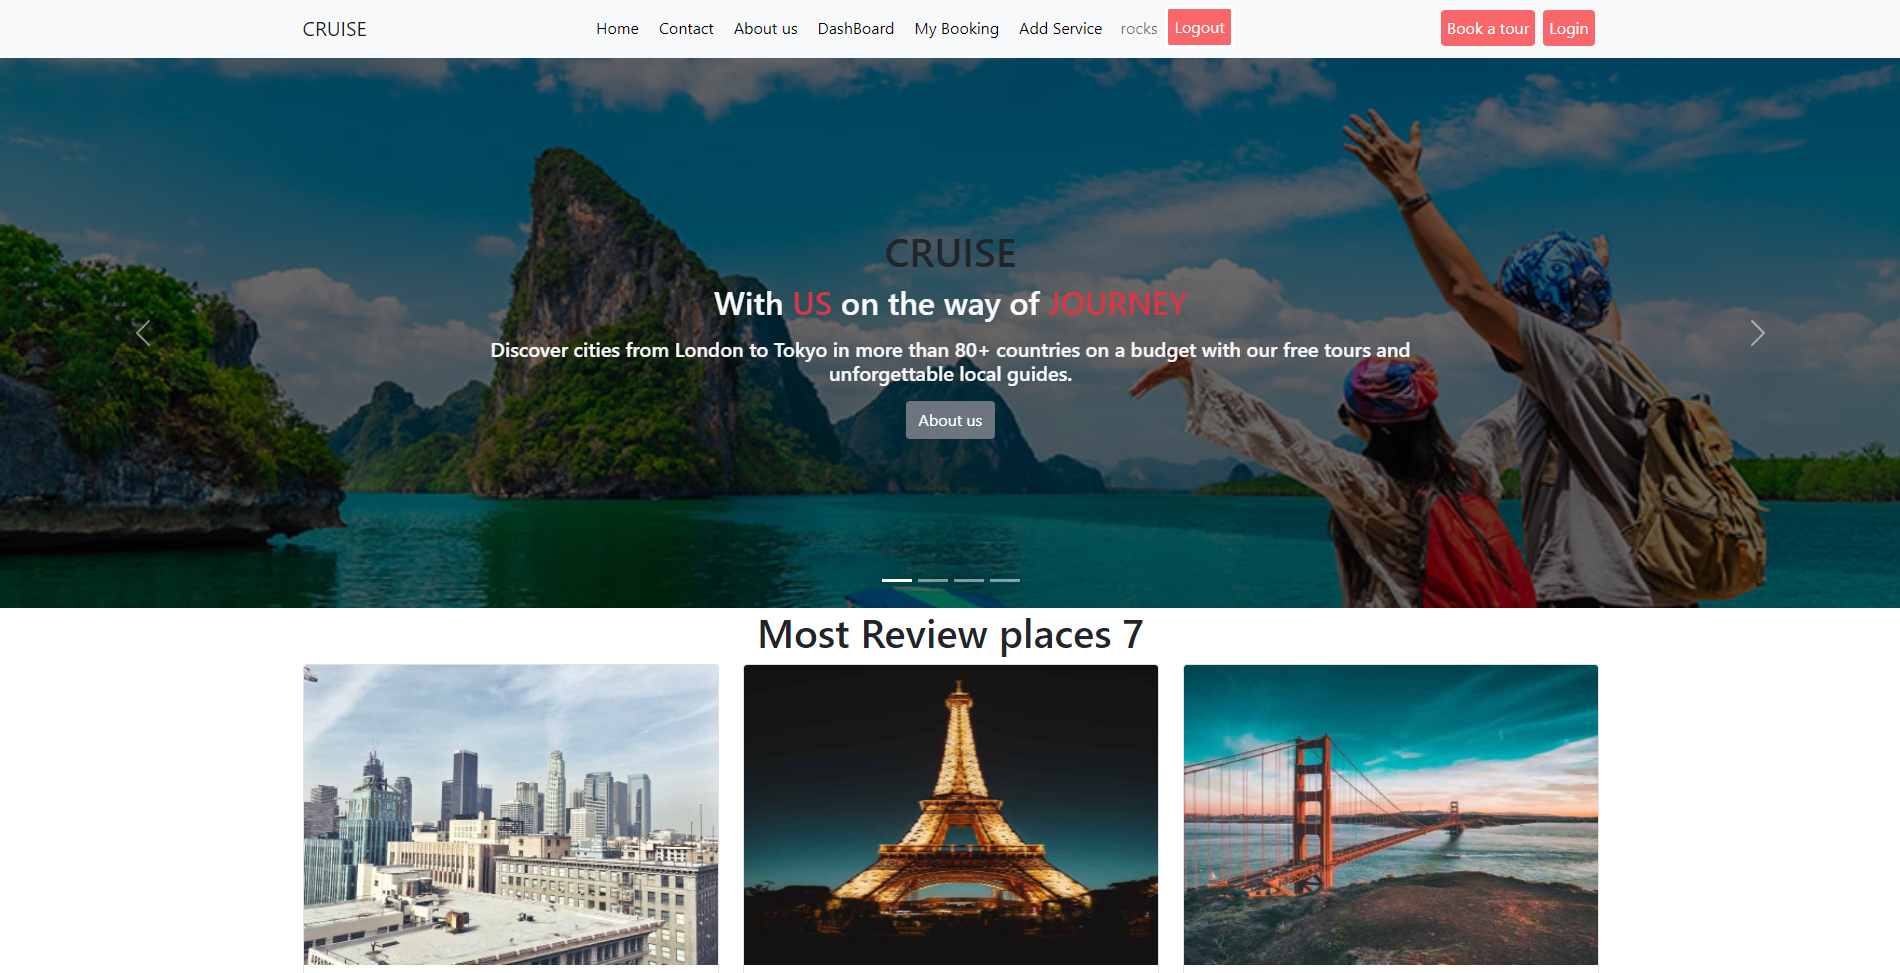 CRUISE Home Contact About us DashBoard My Booking Add Service rocks Logout Book a tour Login
CRUISE
With US on the way of JOURNEY
Discover cities from London to Tokyo in more than 80+ countries on a budget with our free tours and
unforgettable local guides.
About us
Most Review places 7